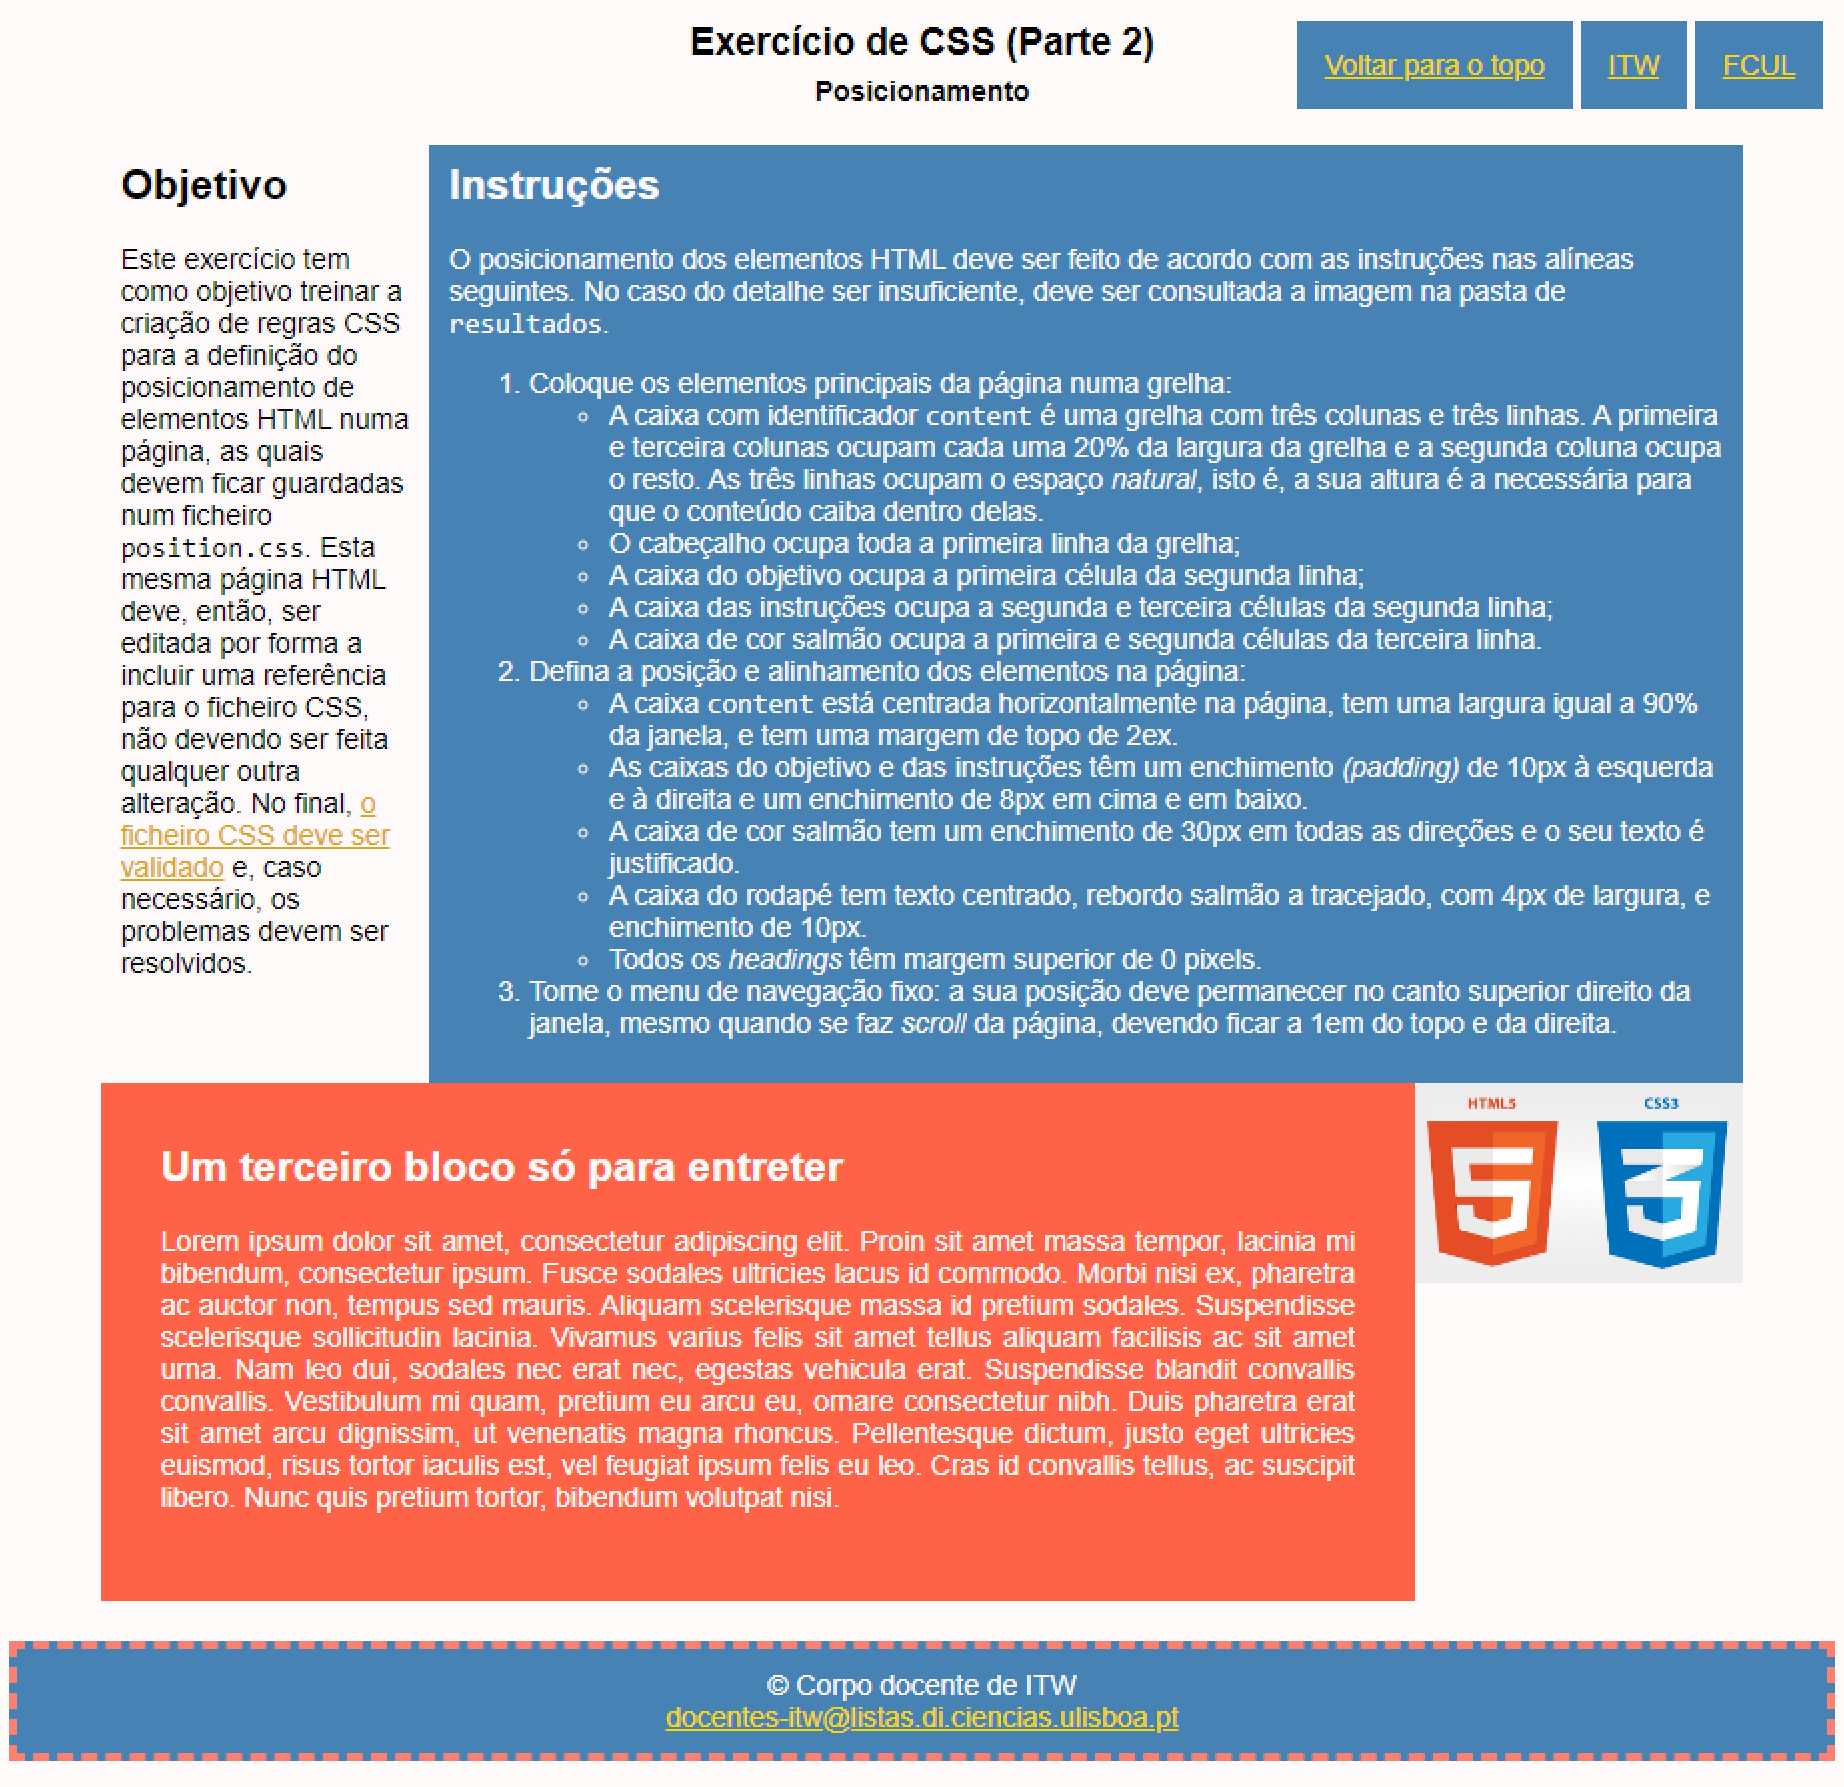 Exercício de CSS (Parte 2)
Posicionamento
Voltar para o topo
ITW
FCUL
Objetivo
Este exercício tem
como objetivo treinar a
criação de regras CSS
para a definição do
posicionamento de
elementos HTML numa
página, as quais
devem ficar guardadas
num ficheiro
position.css. Esta
mesma página HTML
deve, então, ser
editada por forma a
incluir uma referência
para o ficheiro CSS,
não devendo ser feita
qualquer outra
alteração. No final, o
ficheiro CSS deve ser
validado e, caso
necessário, os
problemas devem ser
resolvidos.
Instruções
O posicionamento dos elementos HTML deve ser feito de acordo com as instruções nas alíneas
seguintes. No caso do detalhe ser insuficiente, deve ser consultada a imagem na pasta de
resultados.
1. Coloque os elementos principais da página numa grelha:
◦ A caixa com identificador content é uma grelha com três colunas e três linhas. A primeira
e terceira colunas ocupam cada uma 20% da largura da grelha e a segunda coluna ocupa
o resto. As três linhas ocupam o espaço natural, isto é, a sua altura é a necessária para
que o conteúdo caiba dentro delas.
◦ O cabeçalho ocupa toda a primeira linha da grelha;
◦ A caixa do objetivo ocupa a primeira célula da segunda linha;
◦ A caixa das instruções ocupa a segunda e terceira células da segunda linha;
◦ A caixa de cor salmão ocupa a primeira e segunda células da terceira linha.
2. Defina a posição e alinhamento dos elementos na página:
◦ A caixa content está centrada horizontalmente na página, tem uma largura igual a 90%
da janela, e tem uma margem de topo de 2ex.
◦ As caixas do objetivo e das instruções têm um enchimento (padding) de 10px à esquerda
e à direita e um enchimento de 8px em cima e em baixo.
◦ A caixa de cor salmão tem um enchimento de 30px em todas as direções e o seu texto é
justificado.
◦ A caixa do rodapé tem texto centrado, rebordo salmão a tracejado, com 4px de largura, e
enchimento de 10px.
◦ Todos os headings têm margem superior de 0 pixels.
3. Torne o menu de navegação fixo: a sua posição deve permanecer no canto superior direito da
janela, mesmo quando se faz scroll da página, devendo ficar a 1em do topo e da direita.
Um terceiro bloco só para entreter
Lorem ipsum dolor sit amet, consectetur adipiscing elit. Proin sit amet massa tempor, lacinia mi
bibendum, consectetur ipsum. Fusce sodales ultricies lacus id commodo. Morbi nisi ex, pharetra
ac auctor non, tempus sed mauris. Aliquam scelerisque massa id pretium sodales. Suspendisse
scelerisque sollicitudin lacinia. Vivamus varius felis sit amet tellus aliquam facilisis ac sit amet
urna. Nam leo dui, sodales nec erat nec, egestas vehicula erat. Suspendisse blandit convallis
convallis. Vestibulum mi quam, pretium eu arcu eu, ornare consectetur nibh. Duis pharetra erat
sit amet arcu dignissim, ut venenatis magna rhoncus. Pellentesque dictum, justo eget ultricies
euismod, risus tortor iaculis est, vel feugiat ipsum felis eu leo. Cras id convallis tellus, ac suscipit
libero. Nunc quis pretium tortor, bibendum volutpat nisi.
HTML5
CSS3
5
3
© Corpo docente de ITW
docentes-itw@listas.di.ciencias.ulisboa.pt